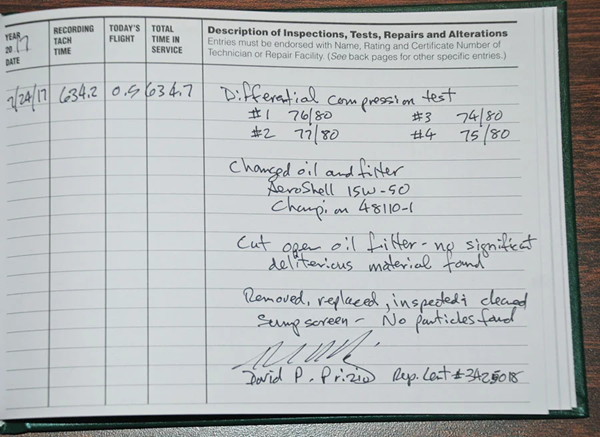 YEAR
2017
DATE
RECORDING
TACH
TIME
TODAY'S
FLIGHT
TOTAL
TIME IN
SERVICE
Description of Inspections, Tests, Repairs and Alterations
Entries must be endorsed with Name, Rating and Certificate Number of
Technician or Repair Facility. (See back pages for other specific entries.)
2/24/17 634.2 0.5 634.7 Differential compression test
#1 76/80 #3 74/80
#2 77/80 #4 75/80
Changed oil and filter
AeroShell 15W-50
Champion 48110-1
Cut open oil filter - no significat
deliterious material found
Removed, replaced, inspected & cleaned
Sump screen - No particles found
David P. Prizio Rep. Cert #